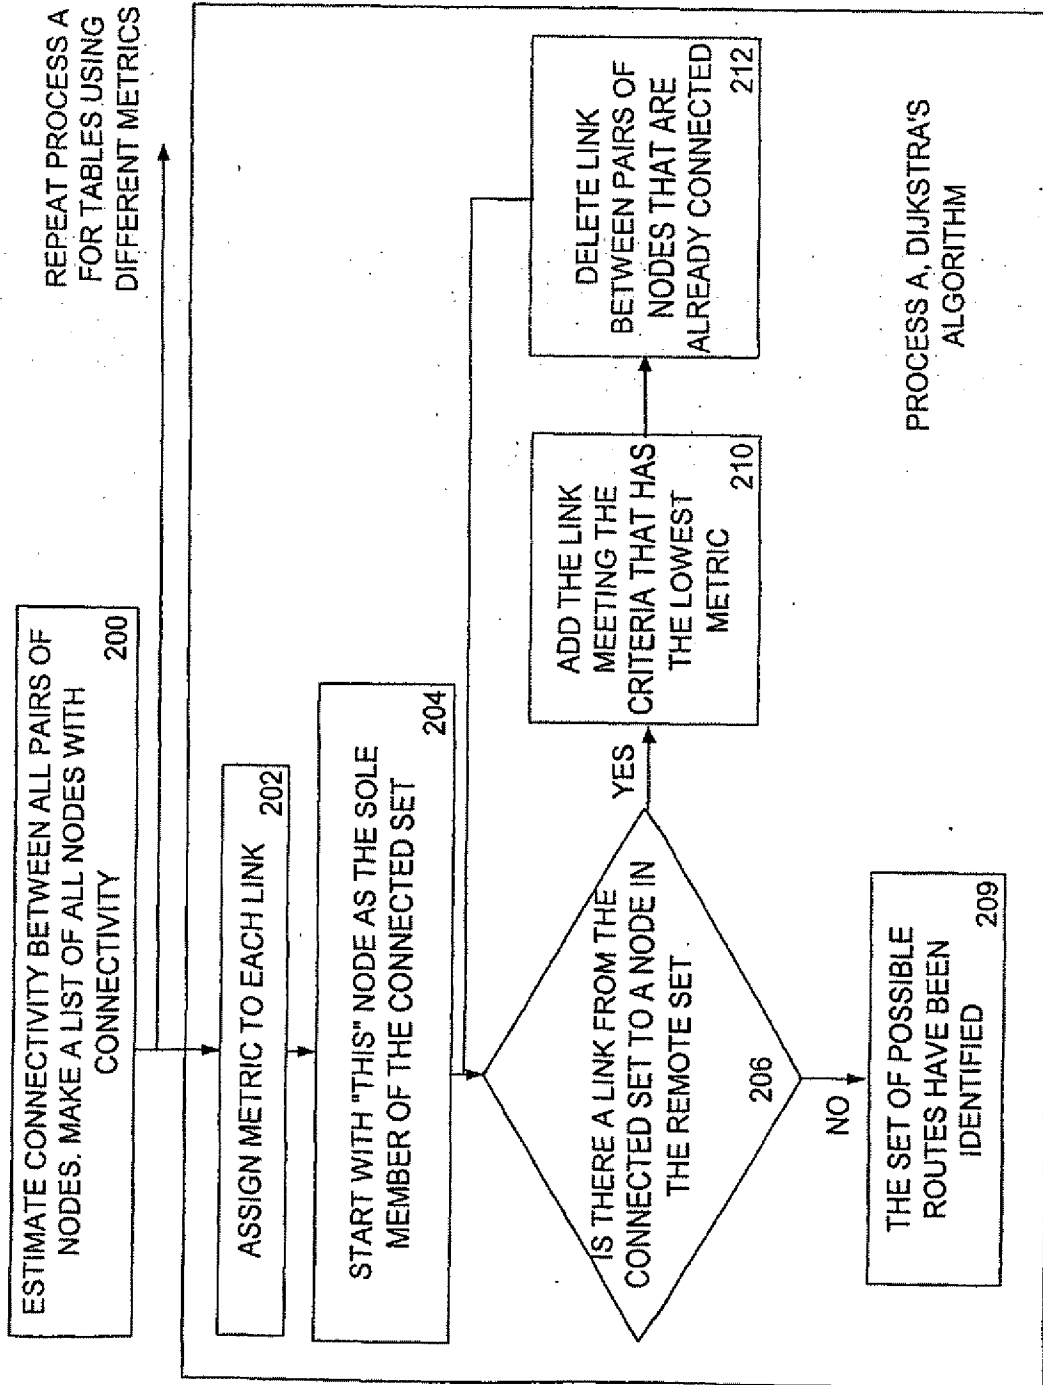 ESTIMATE CONNECTIVITY BETWEEN ALL PAIRS OF
NODES. MAKE A LIST OF ALL NODES WITH
CONNECTIVITY
200
REPEAT PROCESS A
FOR TABLES USING
DIFFERENT METRICS
ASSIGN METRIC TO EACH LINK
202
START WITH "THIS" NODE AS THE SOLE
MEMBER OF THE CONNECTED SET
204
IS THERE A LINK FROM THE
CONNECTED SET TO A NODE IN
THE REMOTE SET
206
YES
ADD THE LINK
MEETING THE
CRITERIA THAT HAS
THE LOWEST
METRIC
210
DELETE LINK
BETWEEN PAIRS OF
NODES THAT ARE
ALREADY CONNECTED
212
NO
THE SET OF POSSIBLE
ROUTES HAVE BEEN
IDENTIFIED
209
PROCESS A, DIJKSTRA'S
ALGORITHM